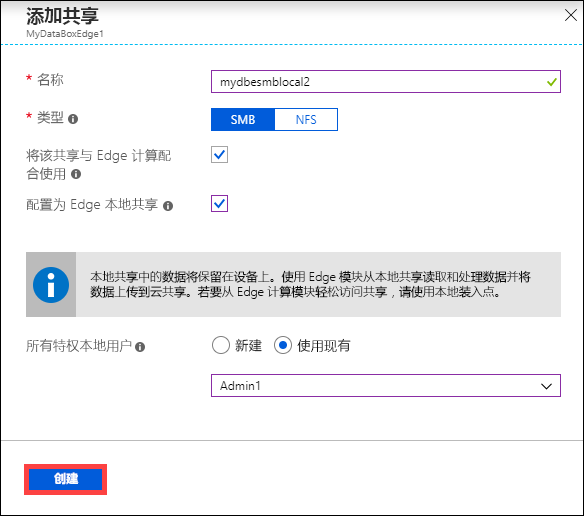 添加共享
MyDataBoxEdge1
* 名称
mydbesmblocal2
* 类型
SMB
NFS
将该共享与 Edge 计算配
合使用
配置为 Edge 本地共享
本地共享中的数据将保留在设备上。使用 Edge 模块从本地共享读取和处理数据并将
数据上传到云共享。若要从 Edge 计算模块轻松访问共享，请使用本地装入点。
所有特权本地用户
新建
使用现有
Admin1
创建